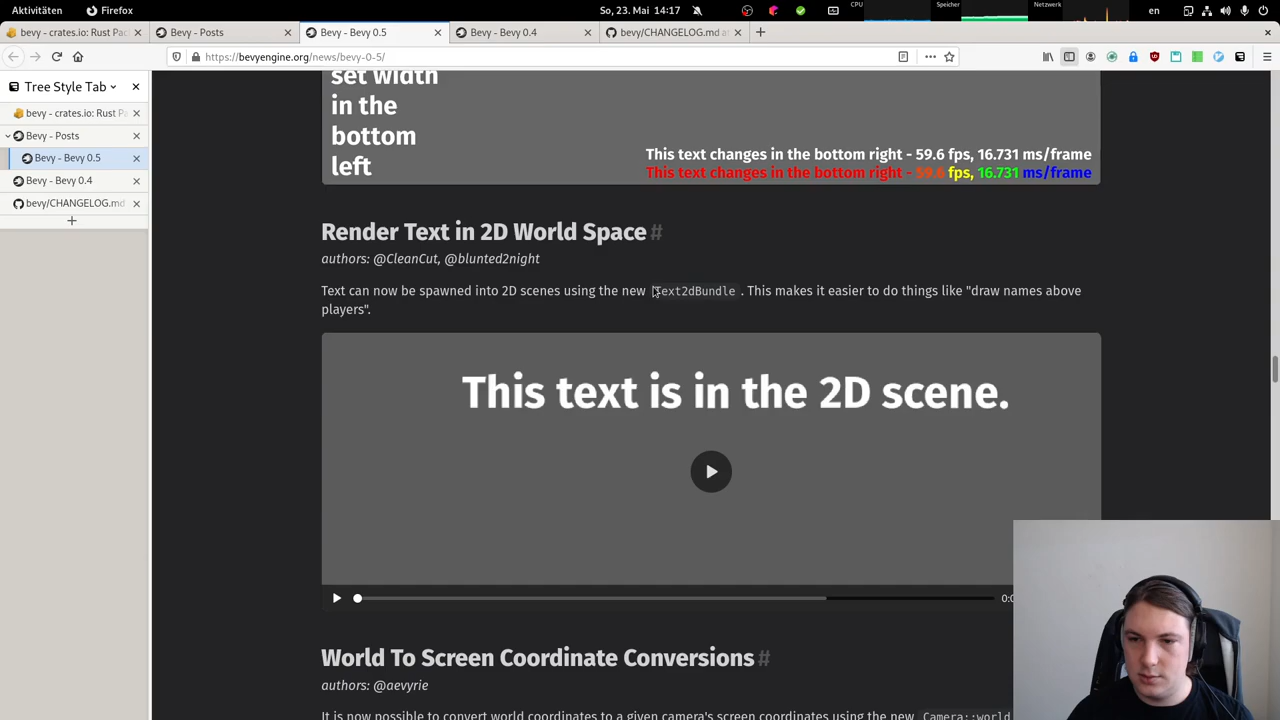 Aktivitäten
Firefox
So, 23. Mai 14:17
CPU
Speicher
Netzwerk
en
bevy - crates.io: Rust Pac
Bevy - Posts
Bevy - Bevy 0.5
Bevy - Bevy 0.4
bevy/CHANGELOG.md a
https://bevyengine.org/news/bevy-0-5/
Tree Style Tab
bevy - crates.io: Rust Pa
Bevy - Posts
Bevy - Bevy 0.5
Bevy - Bevy 0.4
bevy/CHANGELOG.md
set width
in the
bottom
left
This text changes in the bottom right - 59.6 fps, 16.731 ms/frame
This text changes in the bottom right - 59.6 fps, 16.731 ms/frame
Render Text in 2D World Space #
authors: @CleanCut, @blunted2night
Text can now be spawned into 2D scenes using the new Text2dBundle . This makes it easier to do things like "draw names above
players".
This text is in the 2D scene.
0:0
World To Screen Coordinate Conversions #
authors: @aevyrie
It is now possible to convert world coordinates to a given camera's screen coordinates using the new Camera::world